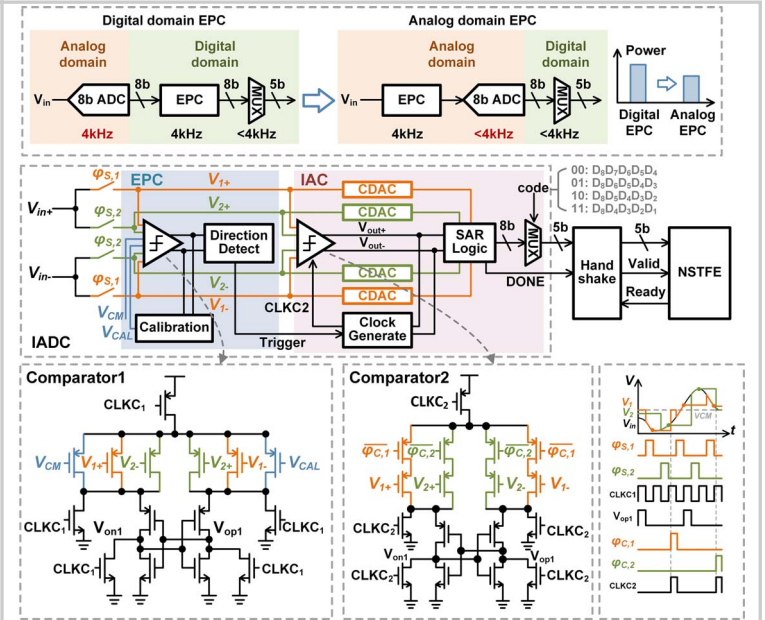 Digital domain EPC
Analog domain
Digital domain
8b
8b
5b
Vin
8b ADC
EPC
MUX
4kHz
4kHz
<4kHz
Analog domain EPC
Analog domain
Digital domain
8b
5b
Vin
EPC
8b ADC
MUX
4kHz
<4kHz
<4kHz
Power
Digital EPC
Analog EPC
φS,1
EPC
V1+
IAC
CDAC
code
00: D8D7D6D5D4
01: D8D6D5D4D3
10: D8D5D4D3D2
11: D8D4D3D2D1
Vin+
φS,2
V2+
CDAC
Direction Detect
Vout+
Vout-
SAR Logic
8b
MUX
5b
5b
Hand shake
Valid
Ready
NSTFE
φS,2
Vin-
φS,1
V2-
V1-
CDAC
CDAC
DONE
VCM
VCAL
CLKC2
Calibration
Trigger
Clock Generate
IADC
Comparator1
CLKC1
VCM
V1+
V2-
V2+
V1-
VCAL
CLKC1
Von1
Vop1
CLKC1
CLKC1
CLKC1
Comparator2
CLKC2
φC,1
φC,2
φC,2
φC,1
V1+
V2+
V2-
V1-
CLKC2
CLKC2
Von1
Vop1
CLKC2
CLKC2
V
V1
V2
Vin
VCM
t
φS,1
φS,2
CLKC1
Vop1
φC,1
φC,2
CLKC2